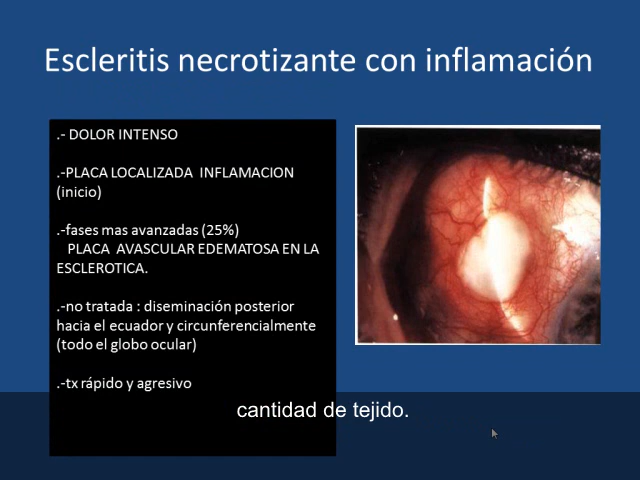 Escleritis necrotizante con inflamación
.- DOLOR INTENSO
.-PLACA LOCALIZADA INFLAMACION
(inicio)
.-fases mas avanzadas (25%)
PLACA AVASCULAR EDEMATOSA EN LA
ESCLEROTICA.
.-no tratada : diseminación posterior
hacia el ecuador y circunferencialmente
(todo el globo ocular)
.-tx rápido y agresivo
cantidad de tejido.